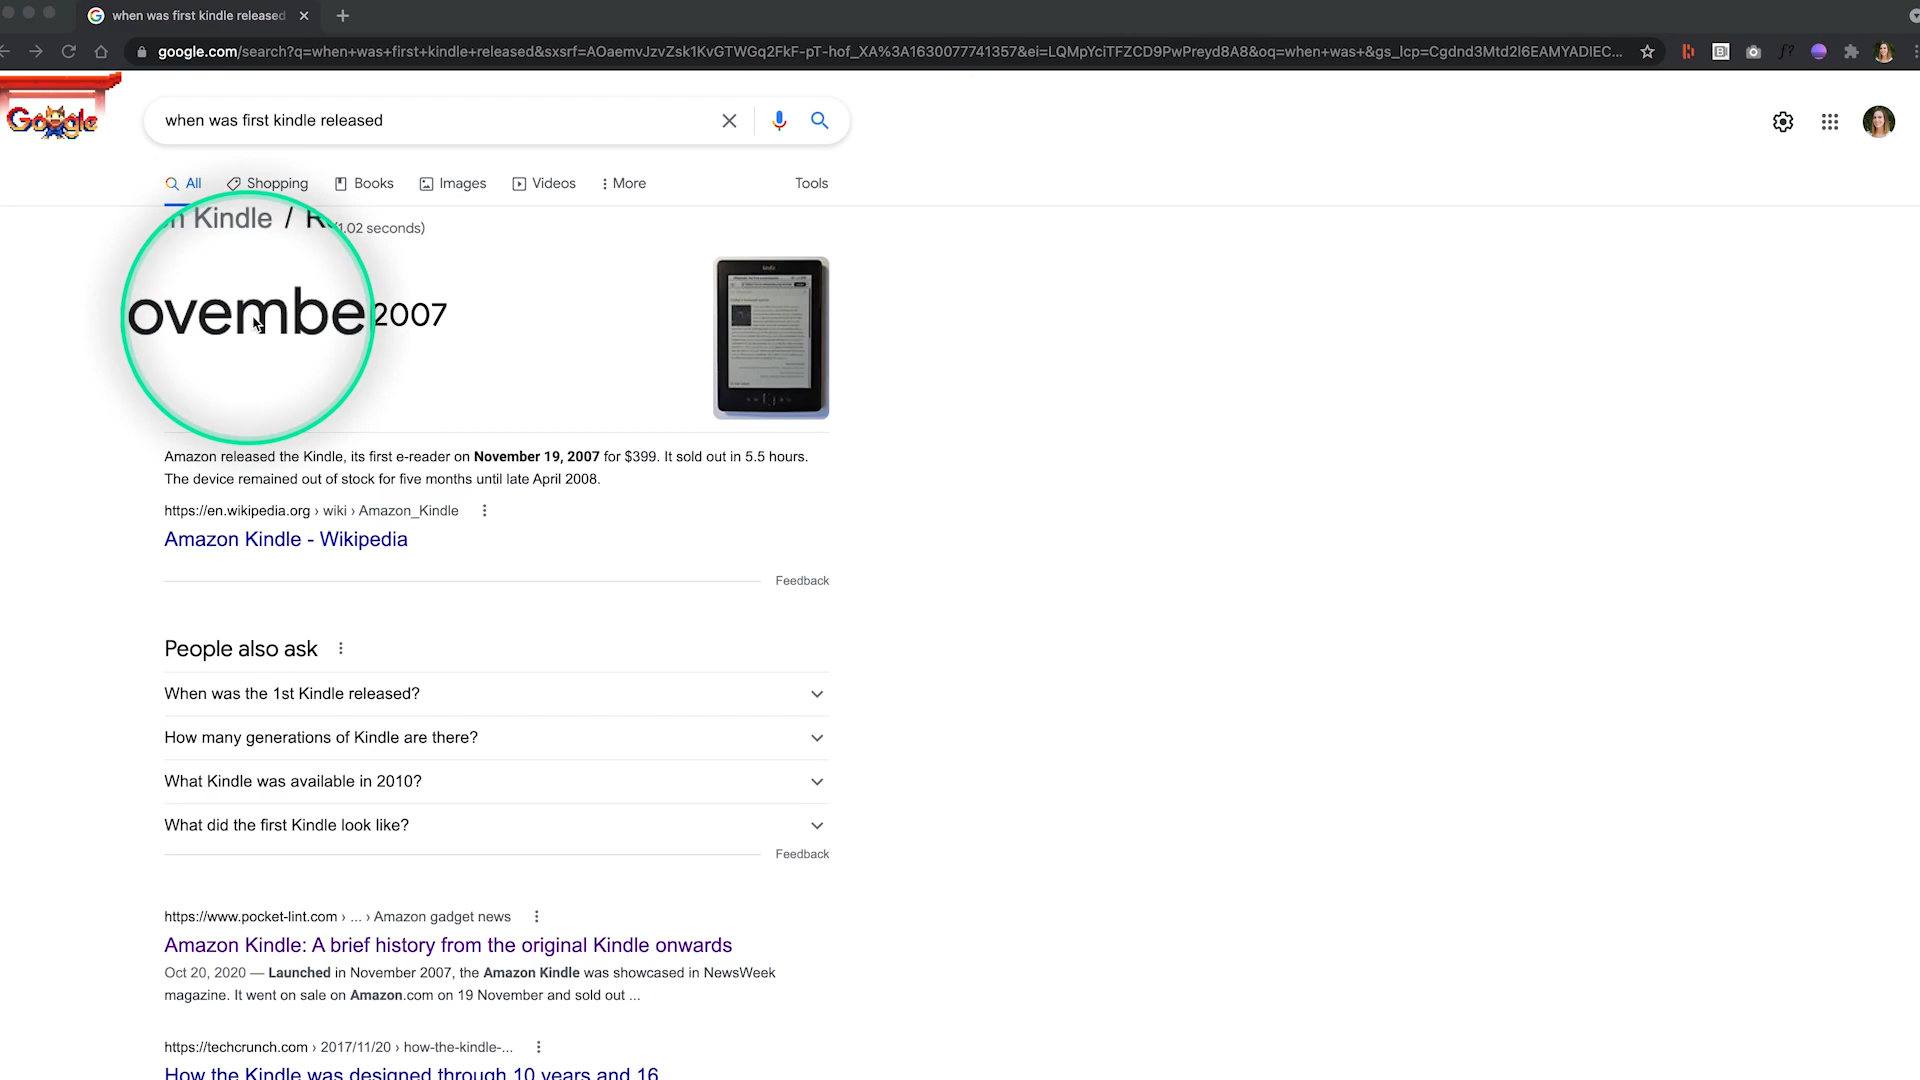 when was first kindle released
google.com/search?q=when+was+first+kindle+released&sxsrf=AOaemvJzvZsk1KvGTWGq2FkF-pT-hof_XA%3A1630077741357&ei=LQMpYciTFZCD9PwPreyd8A8&oq=when+was+&gs_lcp=Cgdnd3Mtd2l6EAMYADIEC...
Google
when was first kindle released
All Shopping Books Images Videos More Tools
Kindle / (1.02 seconds)
ovembe 2007
Amazon released the Kindle, its first e-reader on November 19, 2007 for $399. It sold out in 5.5 hours.
The device remained out of stock for five months until late April 2008.
https://en.wikipedia.org › wiki › Amazon_Kindle
Amazon Kindle - Wikipedia
Feedback
People also ask
When was the 1st Kindle released?
How many generations of Kindle are there?
What Kindle was available in 2010?
What did the first Kindle look like?
Feedback
https://www.pocket-lint.com › ... › Amazon gadget news
Amazon Kindle: A brief history from the original Kindle onwards
Oct 20, 2020 — Launched in November 2007, the Amazon Kindle was showcased in NewsWeek
magazine. It went on sale on Amazon.com on 19 November and sold out ...
https://techcrunch.com › 2017/11/20 › how-the-kindle-...
How the Kindle was designed through 10 years and 16